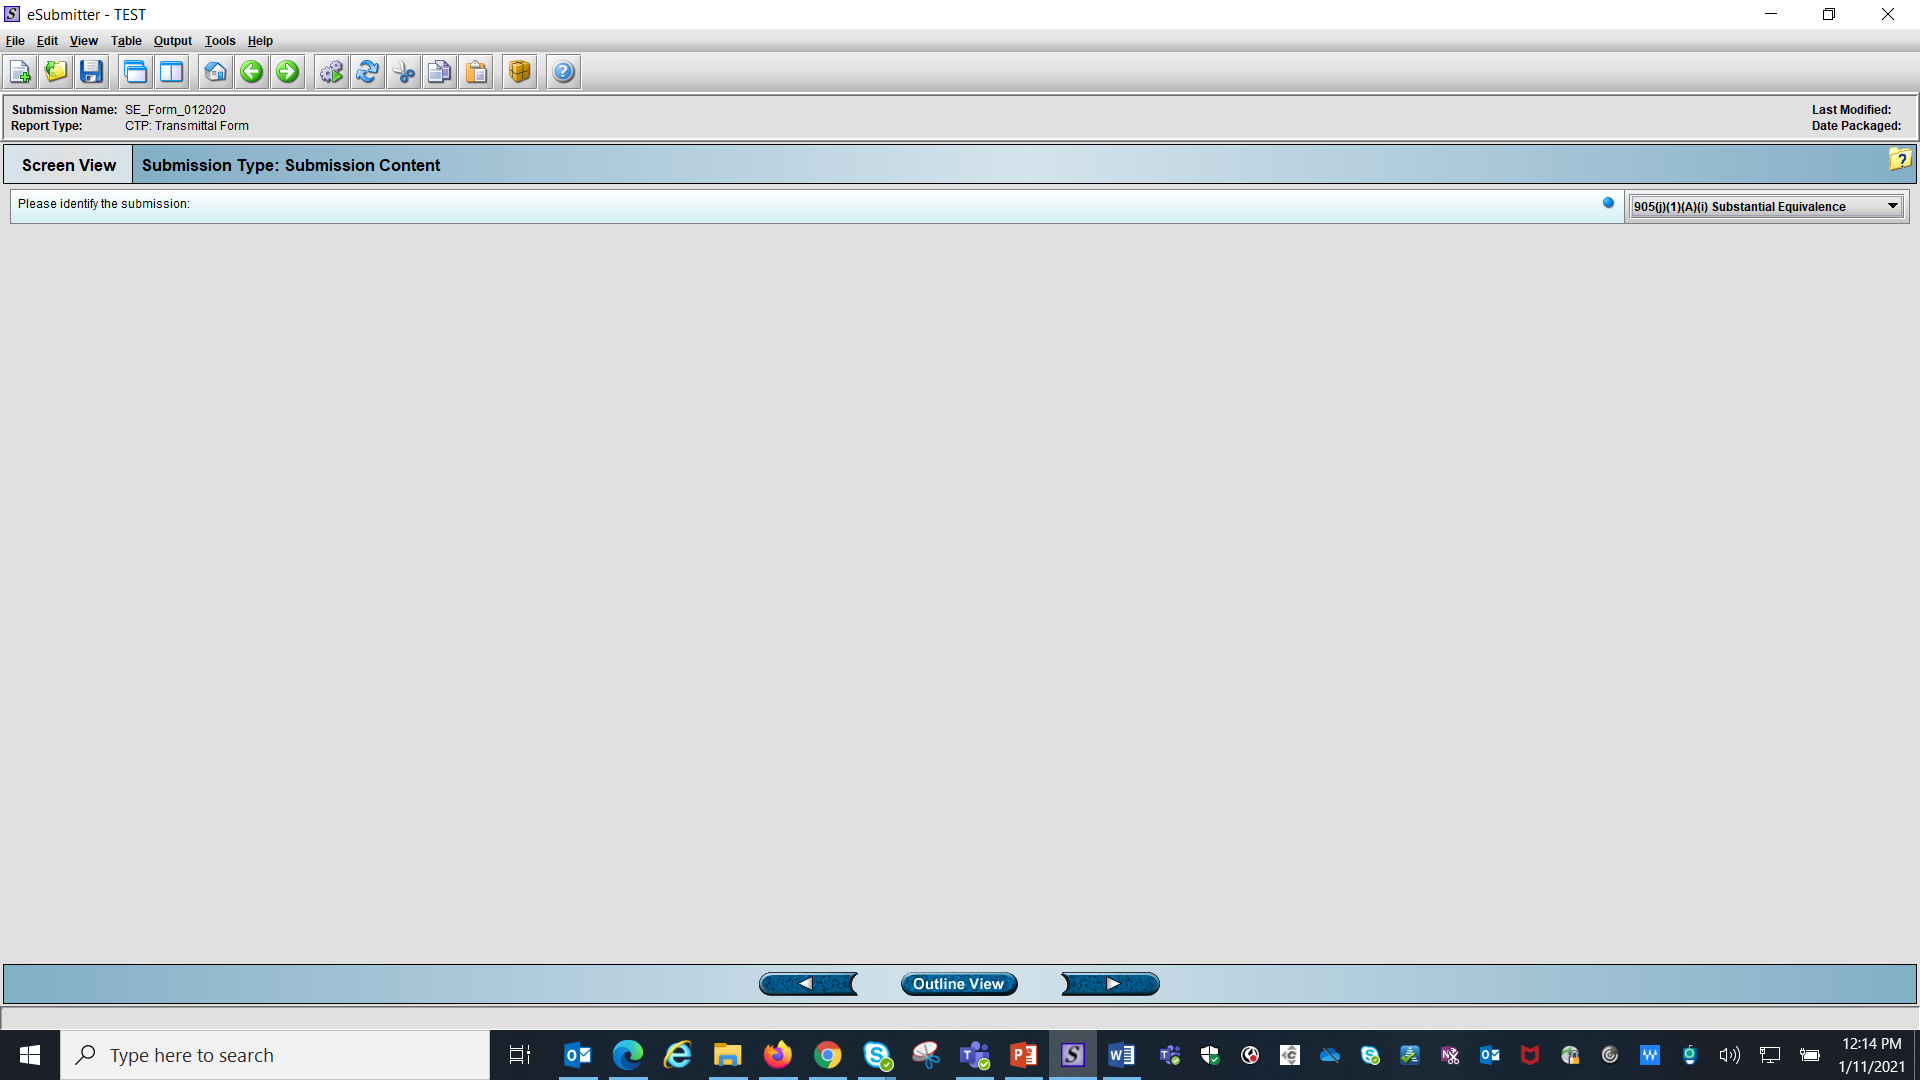 eSubmitter - TEST
File Edit View Table Output Tools Help
Submission Name: SE_Form_012020
Report Type: CTP: Transmittal Form
Last Modified:
Date Packaged:
Screen View Submission Type: Submission Content
Please identify the submission: 905(j)(1)(A)(i) Substantial Equivalence
Outline View
Type here to search
12:14 PM
1/11/2021